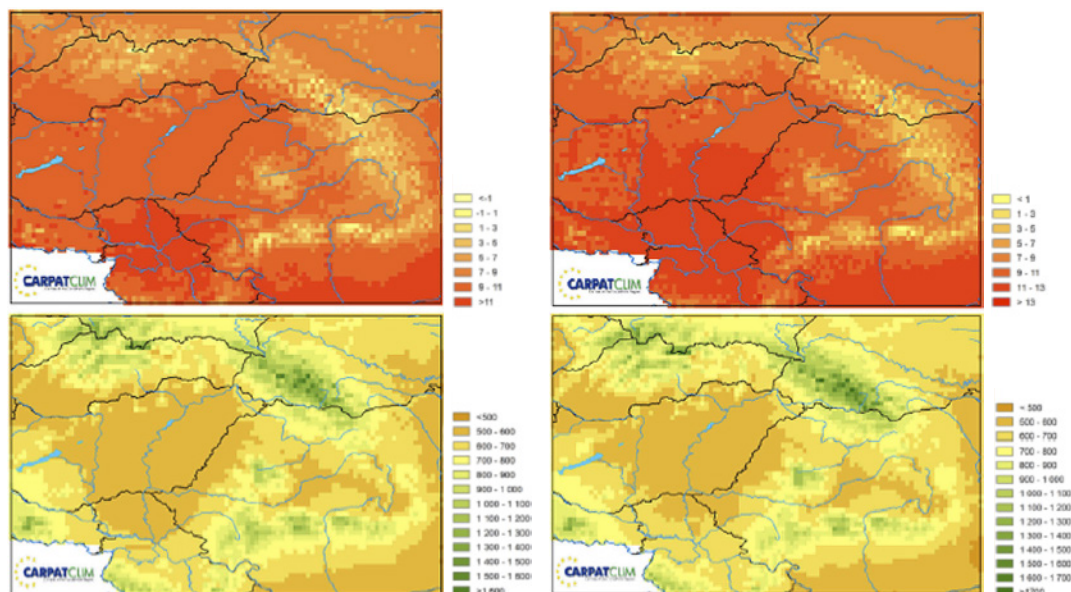 <-1
-1 - 1
1 - 3
3 - 5
5 - 7
7 - 9
9 - 11
>11
CARPATCLIM
< 1
1 - 3
3 - 5
5 - 7
7 - 9
9 - 11
11 - 13
> 13
CARPATCLIM
<500
500 - 600
600 - 700
700 - 800
800 - 900
900 - 1 000
1 000 - 1 100
1 100 - 1 200
1 200 - 1 300
1 300 - 1 400
1 400 - 1 500
1 500 - 1 600
>1 600
CARPATCLIM
< 500
500 - 600
600 - 700
700 - 800
800 - 900
900 - 1 000
1 000 - 1 100
1 100 - 1 200
1 200 - 1 300
1 300 - 1 400
1 400 - 1 500
1 500 - 1 600
1 600 - 1 700
>1700
CARPATCLIM